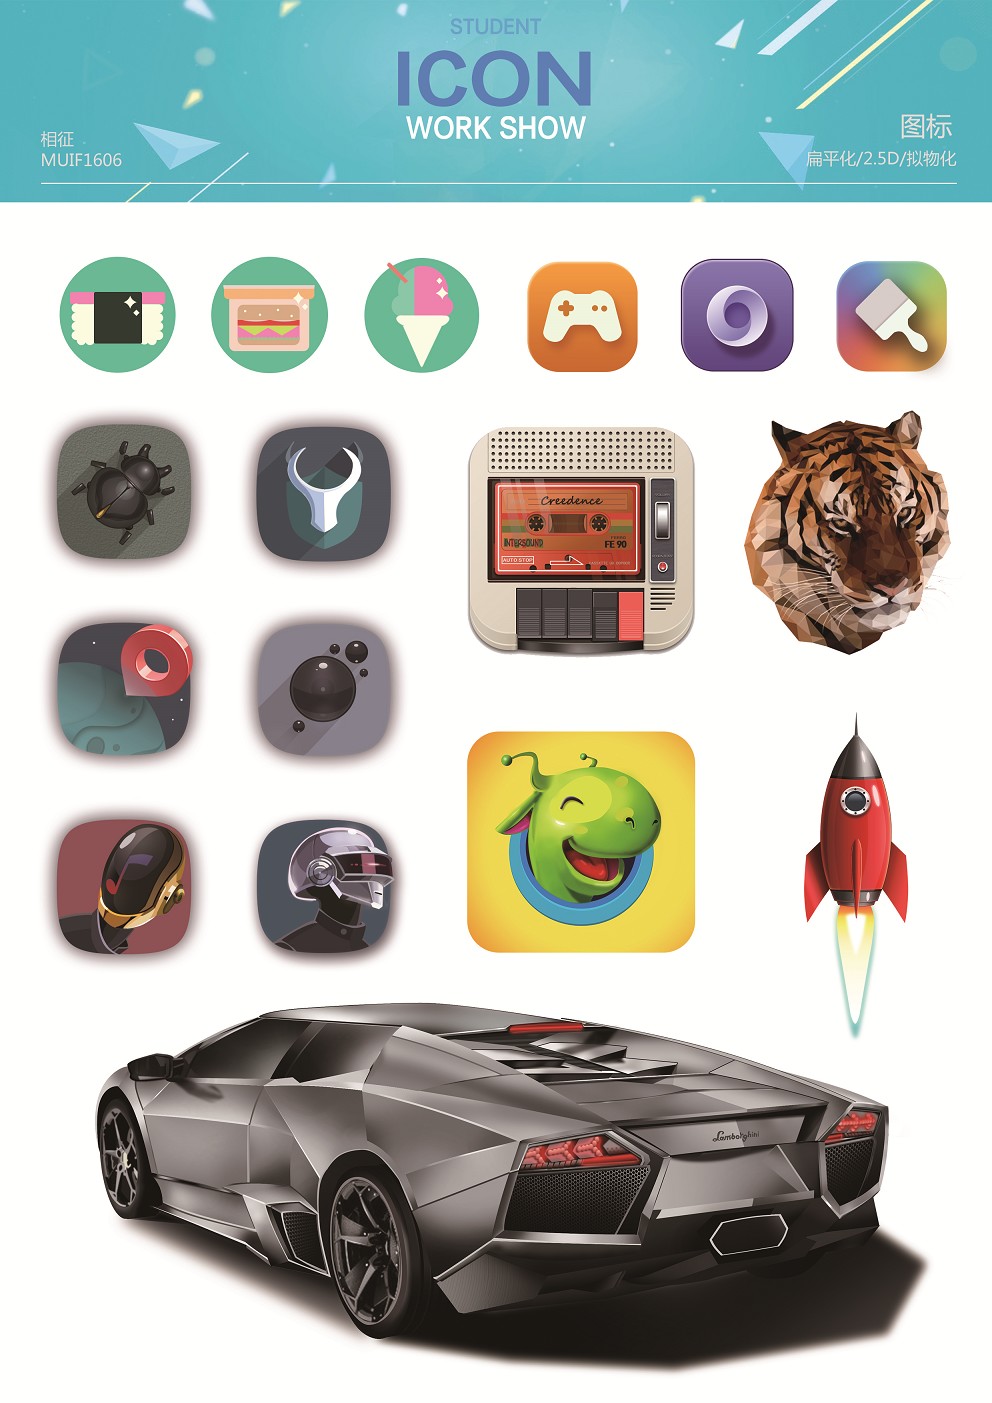 STUDENT
ICON
WORK SHOW
相征
MUIF1606
图标
扁平化/2.5D/拟物化
Creedence
INTERSOUND
FE 90
AUTO STOP
Lamborghini